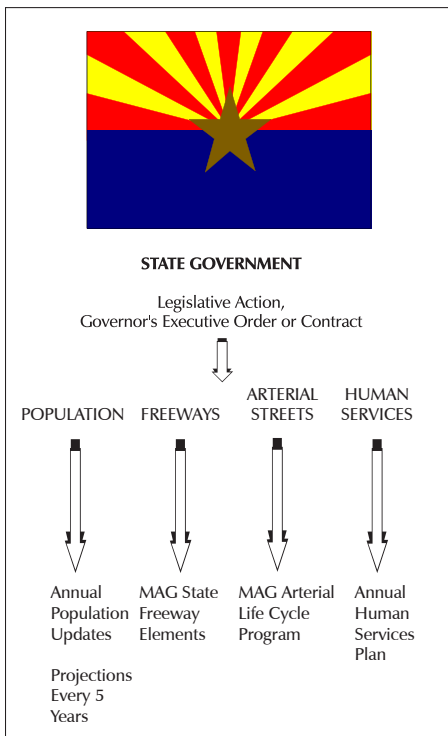 STATE GOVERNMENT
Legislative Action,
Governor's Executive Order or Contract
POPULATION
FREEWAYS
ARTERIAL
STREETS
HUMAN
SERVICES
Annual
Population
Updates
Projections
Every 5
Years
MAG State
Freeway
Elements
MAG Arterial
Life Cycle
Program
Annual
Human
Services
Plan